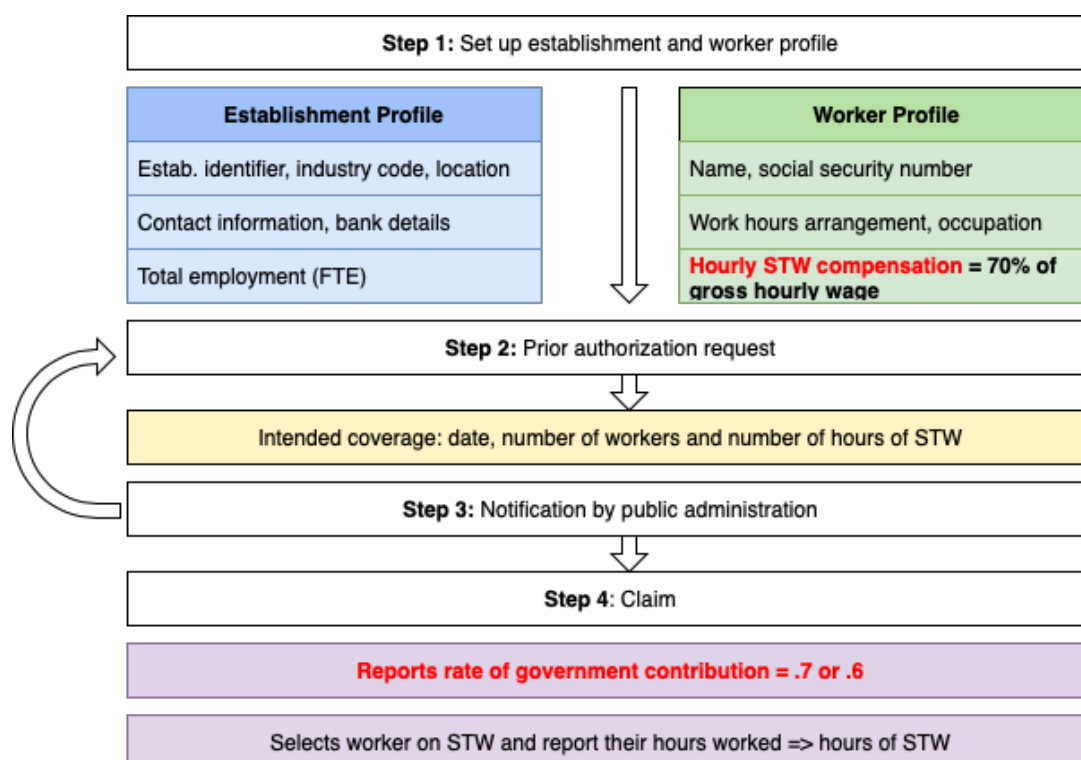 Step 1: Set up establishment and worker profile
Establishment Profile
Estab. identifier, industry code, location
Contact information, bank details
Total employment (FTE)
Worker Profile
Name, social security number
Work hours arrangement, occupation
Hourly STW compensation = 70% of
gross hourly wage
Step 2: Prior authorization request
Intended coverage: date, number of workers and number of hours of STW
Step 3: Notification by public administration
Step 4: Claim
Reports rate of government contribution = .7 or .6
Selects worker on STW and report their hours worked => hours of STW